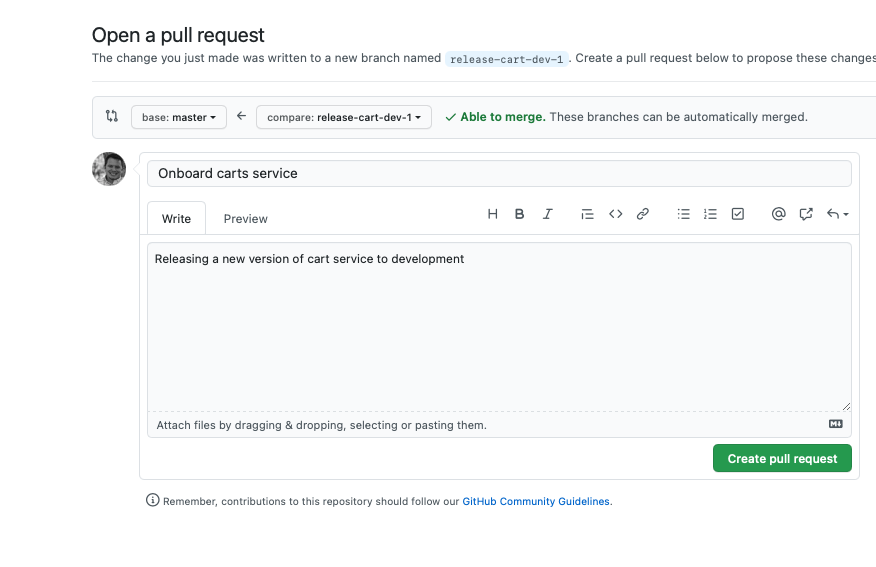 Open a pull request
The change you just made was written to a new branch named release-cart-dev-1. Create a pull request below to propose these changes
base: master
compare: release-cart-dev-1
Able to merge. These branches can be automatically merged.
Onboard carts service
Write Preview
Releasing a new version of cart service to development
Attach files by dragging & dropping, selecting or pasting them.
Create pull request
Remember, contributions to this repository should follow our GitHub Community Guidelines.